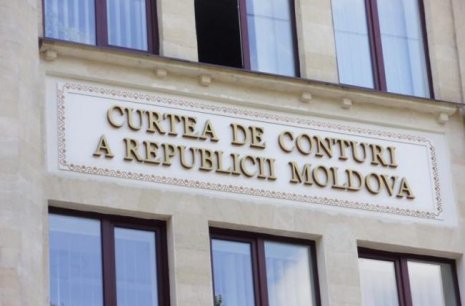 CURTEA DE CONTURI
A REPUBLICII MOLDOVA